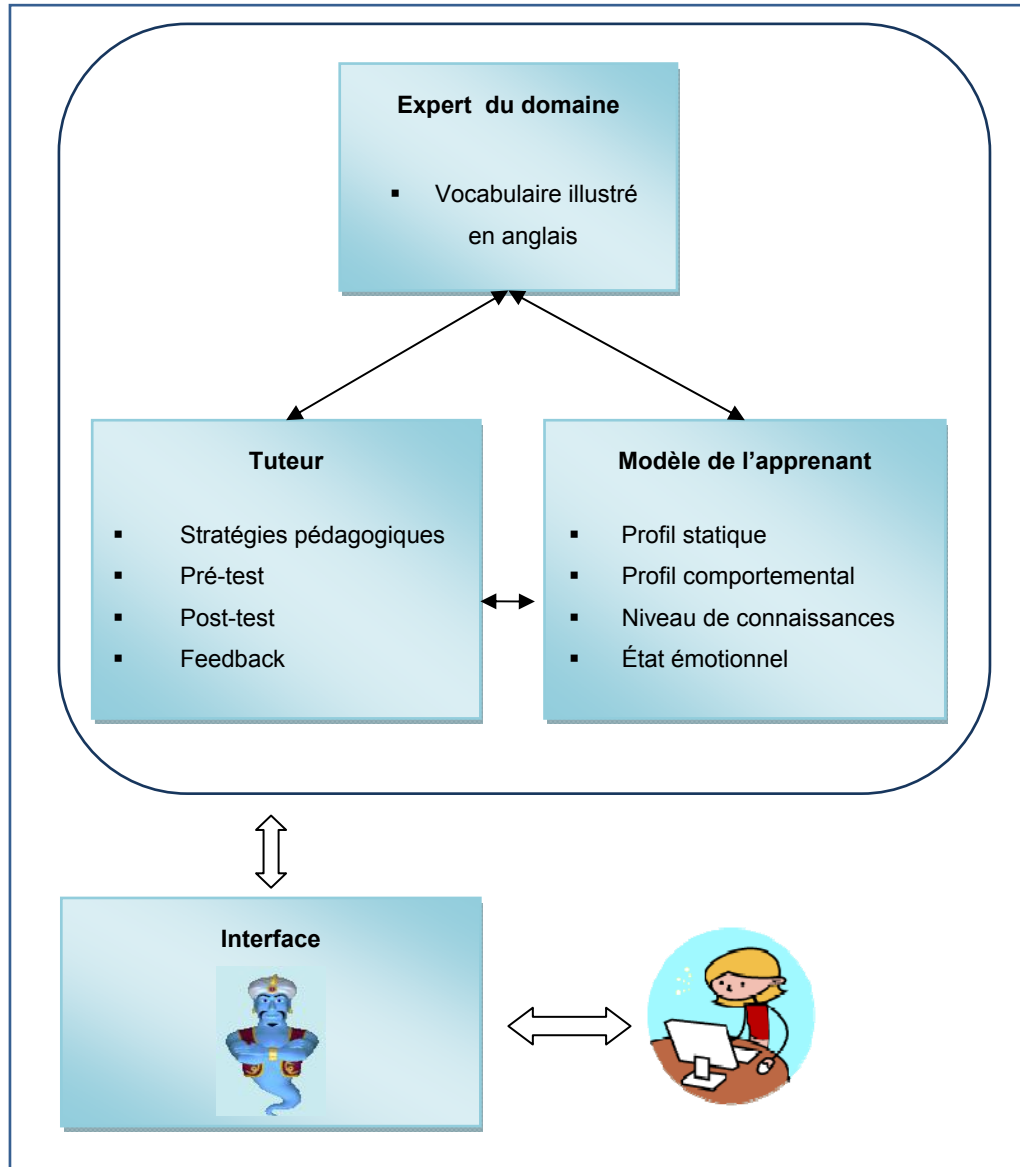 Expert du domaine
▪ Vocabulaire illustré
en anglais
Tuteur
▪ Stratégies pédagogiques
▪ Pré-test
▪ Post-test
▪ Feedback
Modèle de l’apprenant
▪ Profil statique
▪ Profil comportemental
▪ Niveau de connaissances
▪ État émotionnel
Interface